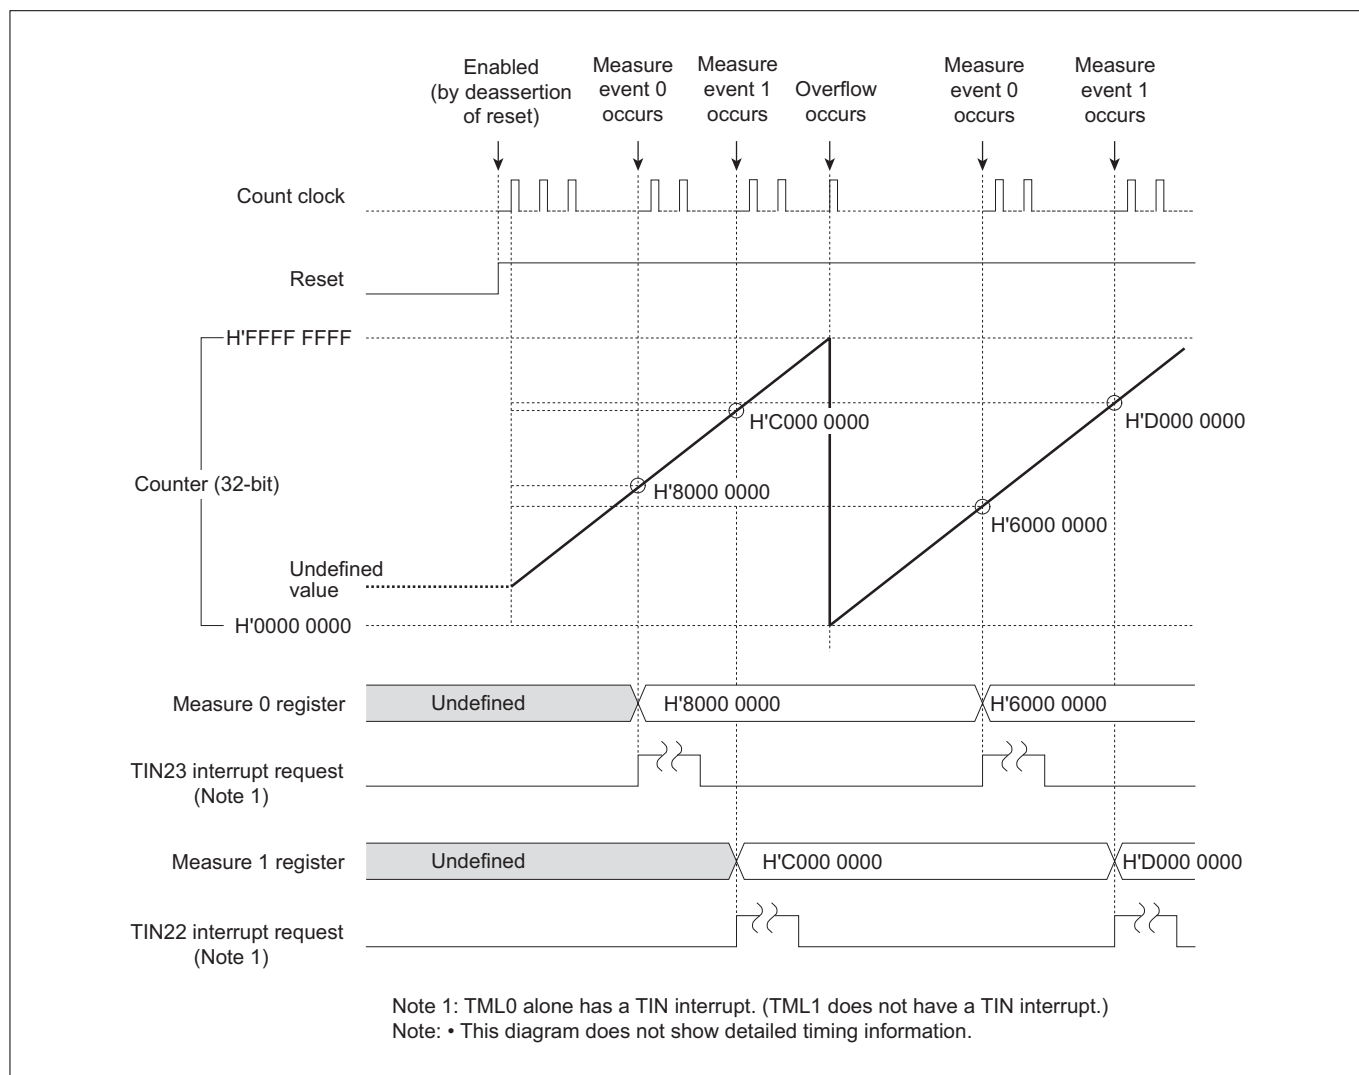 Enabled
(by deassertion
of reset)
Measure
event 0
occurs
Measure
event 1
occurs
Overflow
occurs
Measure
event 0
occurs
Measure
event 1
occurs
Count clock
Reset
H'FFFF FFFF
H'C000 0000
H'D000 0000
Counter (32-bit)
H'8000 0000
H'6000 0000
Undefined
value
H'0000 0000
Measure 0 register
Undefined
H'8000 0000
H'6000 0000
TIN23 interrupt request
(Note 1)
Measure 1 register
Undefined
H'C000 0000
H'D000 0000
TIN22 interrupt request
(Note 1)
Note 1: TML0 alone has a TIN interrupt. (TML1 does not have a TIN interrupt.)
Note: • This diagram does not show detailed timing information.